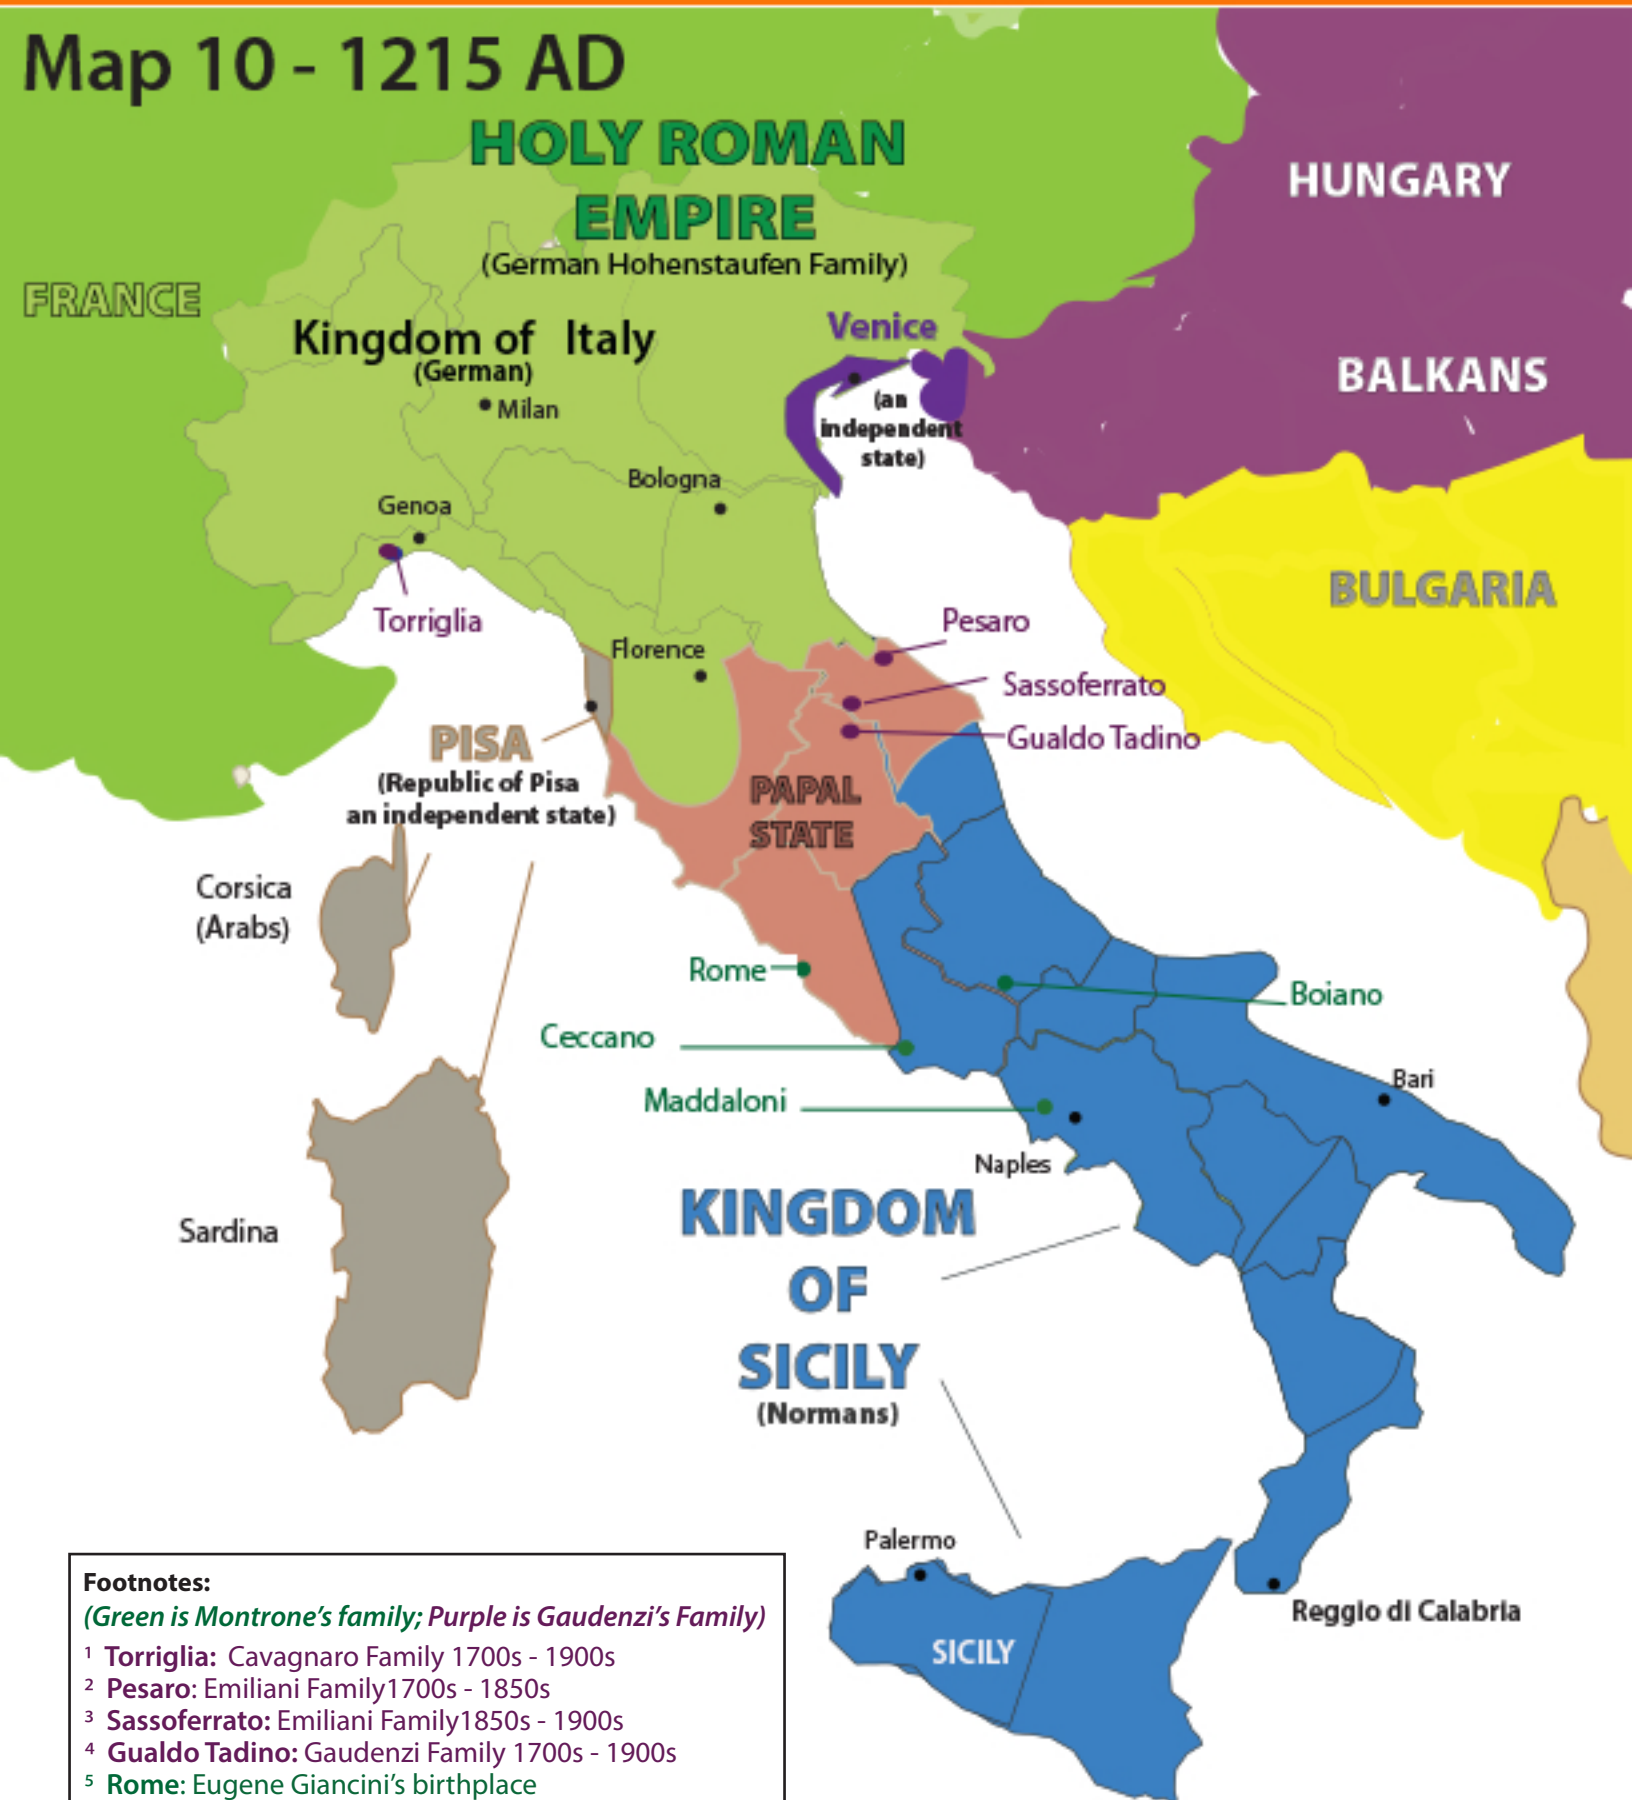 Map 10 - 1215 AD
HOLY ROMAN
EMPIRE
(German Hohenstaufen Family)
HUNGARY
FRANCE
Kingdom of Italy
(German)
Venice
(an
independent
state)
BALKANS
Milan
Bologna
Genoa
BULGARIA
Torriglia
Pesaro
Florence
Sassoferrato
Gualdo Tadino
PISA
(Republic of Pisa
an independent state)
PAPAL
STATE
Corsica
(Arabs)
Rome
Boiano
Ceccano
Bari
Maddaloni
Naples
Sardina
KINGDOM
OF
SICILY
(Normans)
Palermo
Reggio di Calabria
SICILY
Footnotes:
(Green is Montrone's family; Purple is Gaudenzi's Family)
¹ Torriglia: Cavagnaro Family 1700s - 1900s
² Pesaro: Emiliani Family1700s - 1850s
³ Sassoferrato: Emiliani Family1850s - 1900s
⁴ Gualdo Tadino: Gaudenzi Family 1700s - 1900s
⁵ Rome: Eugene Giancini's birthplace